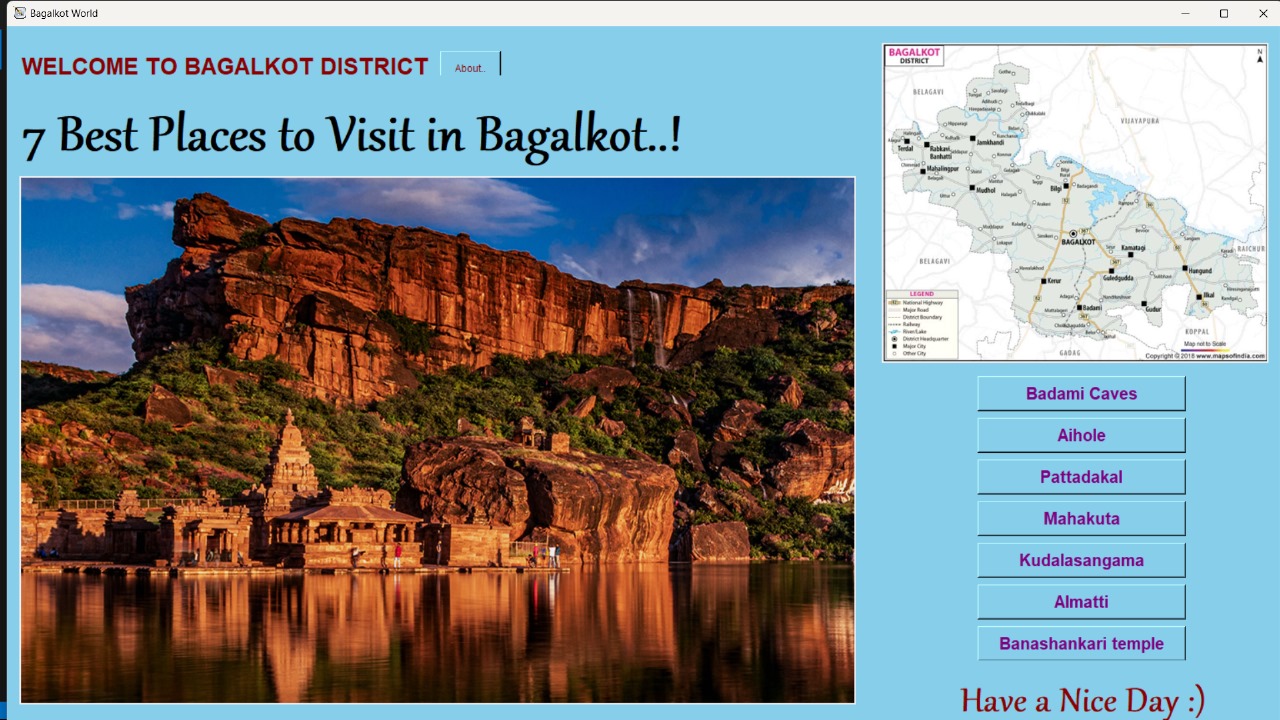 Bagalkot World
WELCOME TO BAGALKOT DISTRICT
About..
7 Best Places to Visit in Bagalkot..!
BAGALKOT
DISTRICT
N
BELAGAVI
VIJAYAPURA
Terdal
Rabkavi
Banhatti
Jamkhandi
Mahalingpur
Mudhol
Bilgi
BAGALKOT
Kamatagi
BELAGAVI
RAICHUR
Kerur
Guledgudda
Hungund
Ilkal
Badami
Gudur
KOPPAL
GADAG
LEGEND
National Highway
Major Road
District Boundary
Railway
River/Lake
District Headquarter
Major City
Other City
Map not to Scale
Copyright © 2018 www.mapsofindia.com
Badami Caves
Aihole
Pattadakal
Mahakuta
Kudalasangama
Almatti
Banashankari temple
Have a Nice Day :)